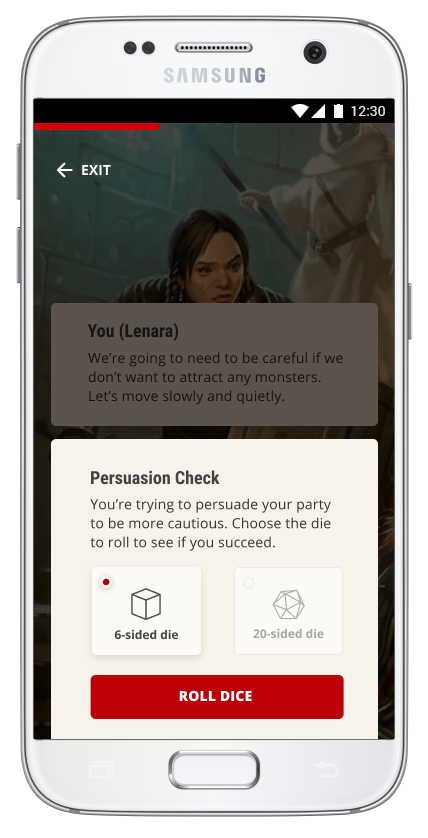 SAMSUNG
12:30
EXIT
You (Lenara)
We’re going to need to be careful if we
don’t want to attract any monsters.
Let’s move slowly and quietly.
Persuasion Check
You’re trying to persuade your party
to be more cautious. Choose the die
to roll to see if you succeed.
6-sided die
20-sided die
ROLL DICE